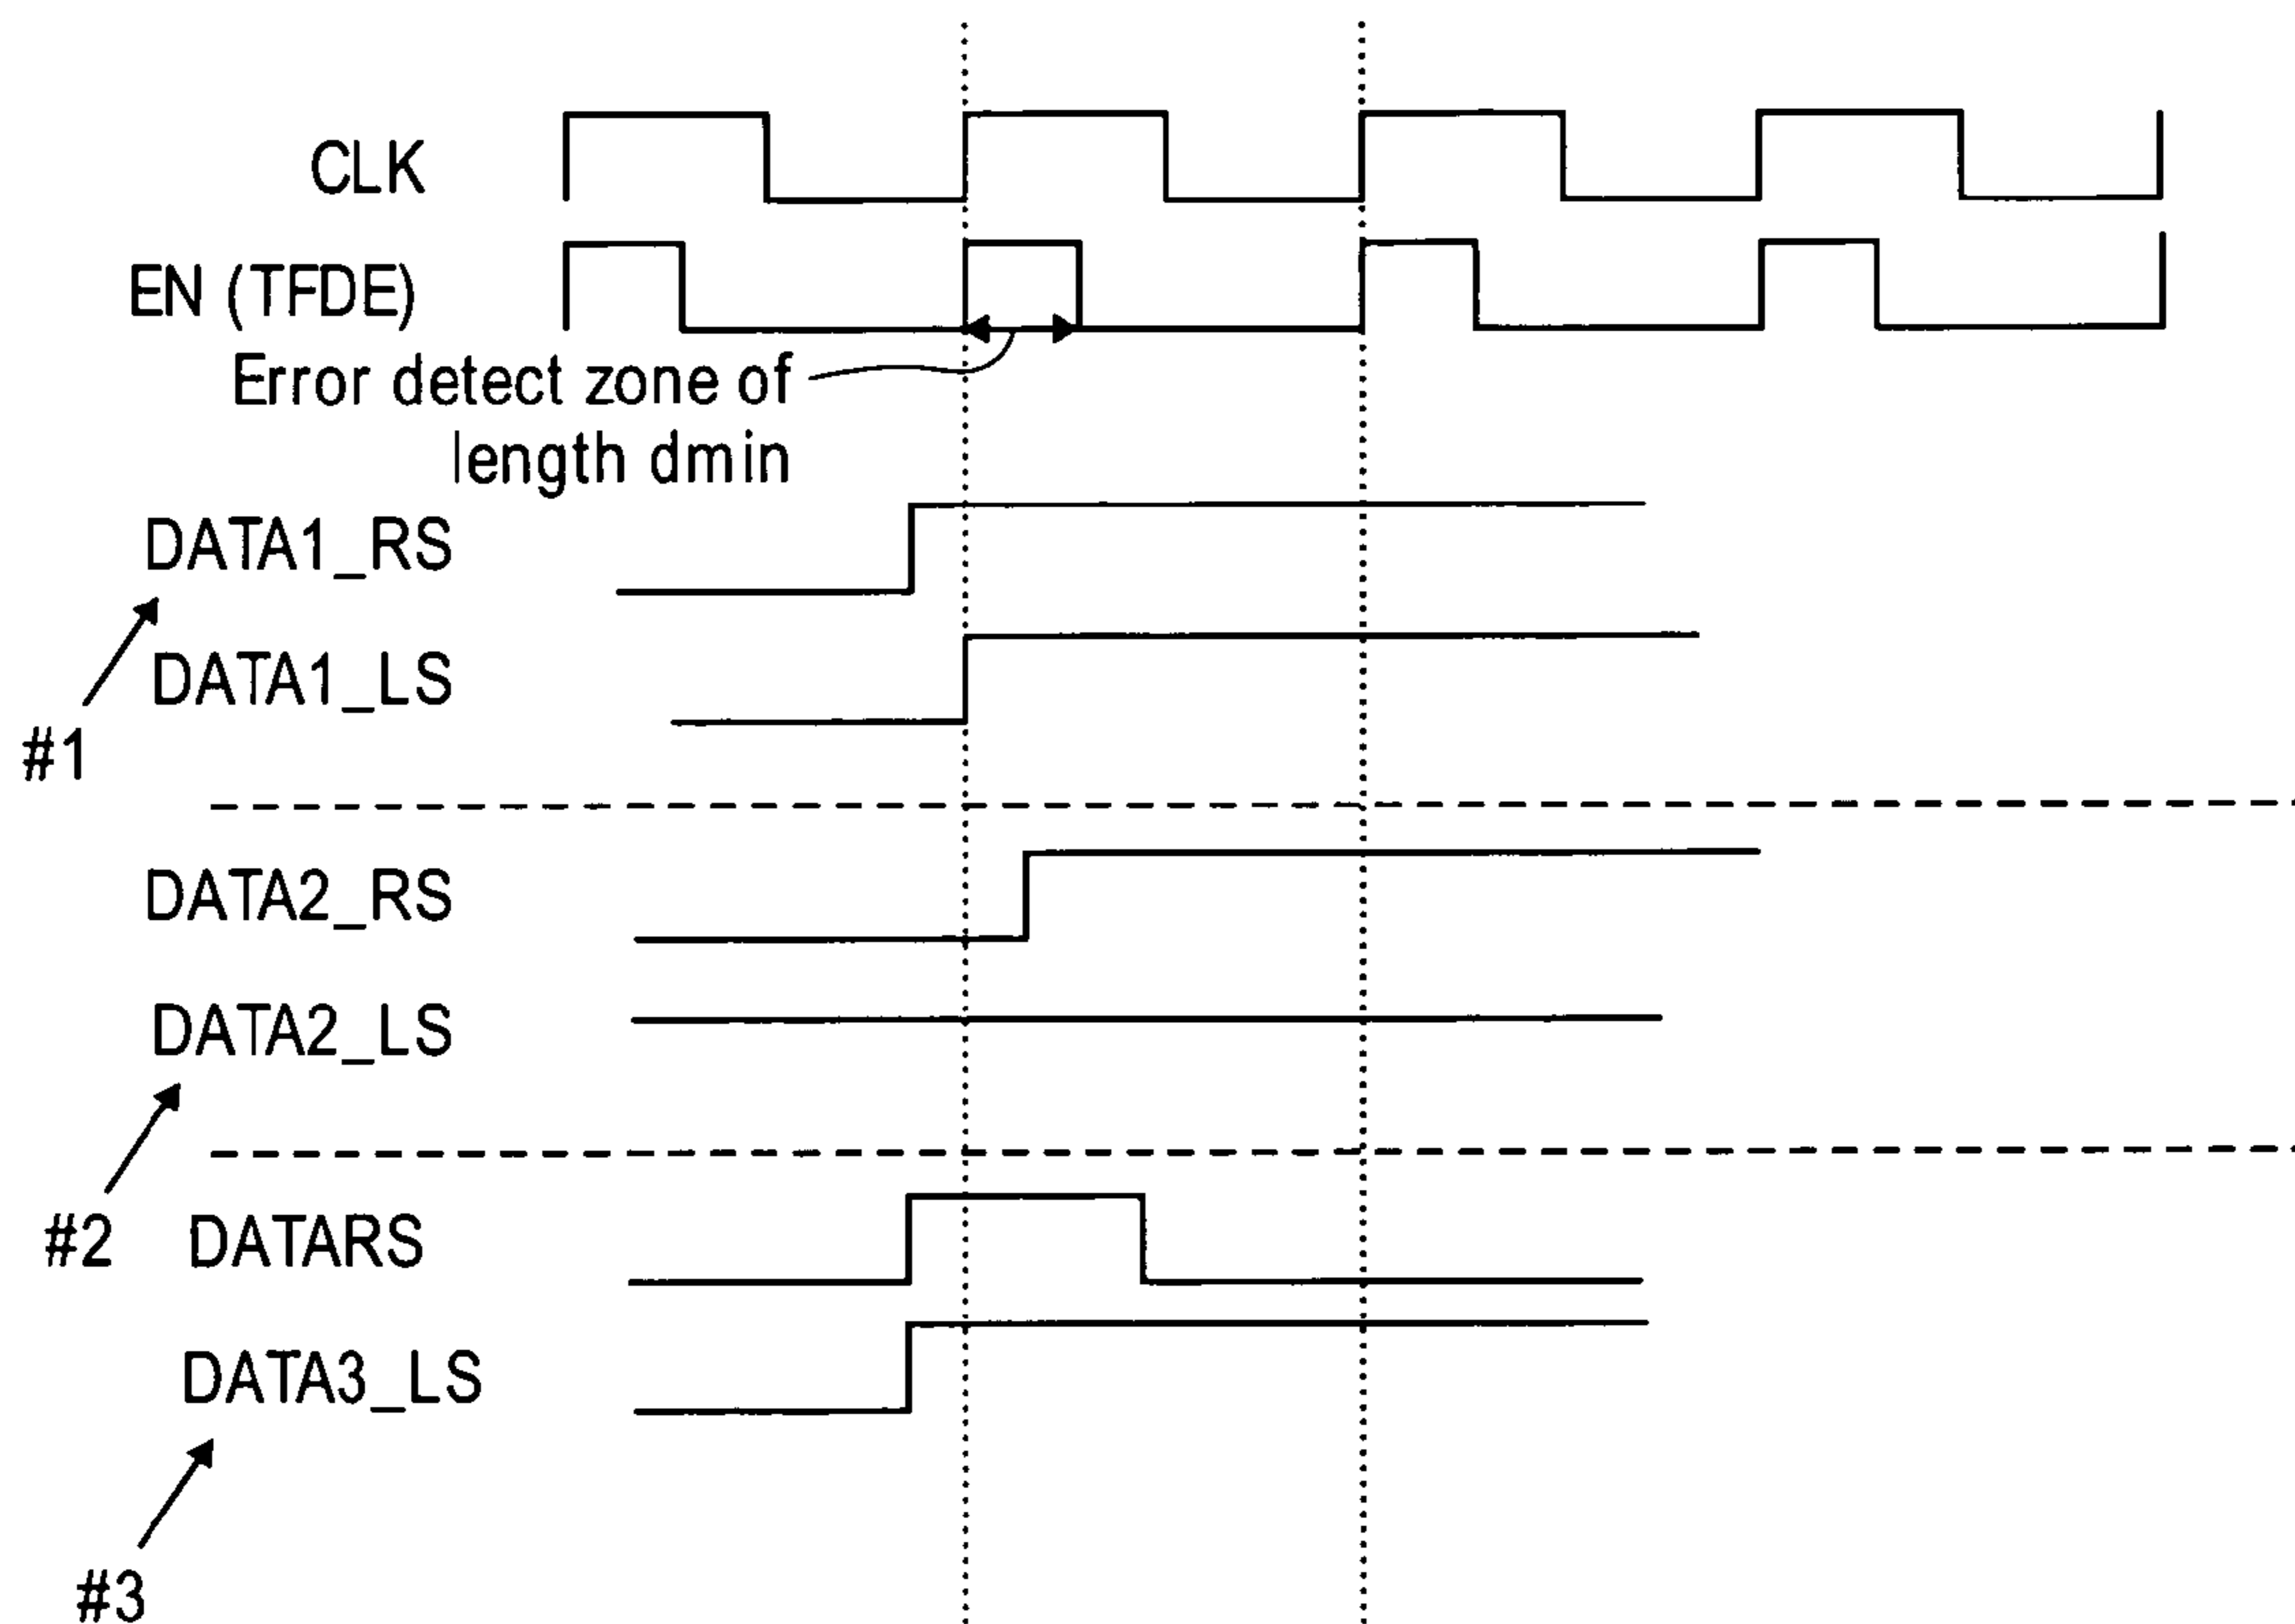 CLK
EN (TFDE)
Error detect zone of
length dmin
DATA1_RS
DATA1_LS
#1
DATA2_RS
DATA2_LS
#2 DATARS
DATA3_LS
#3